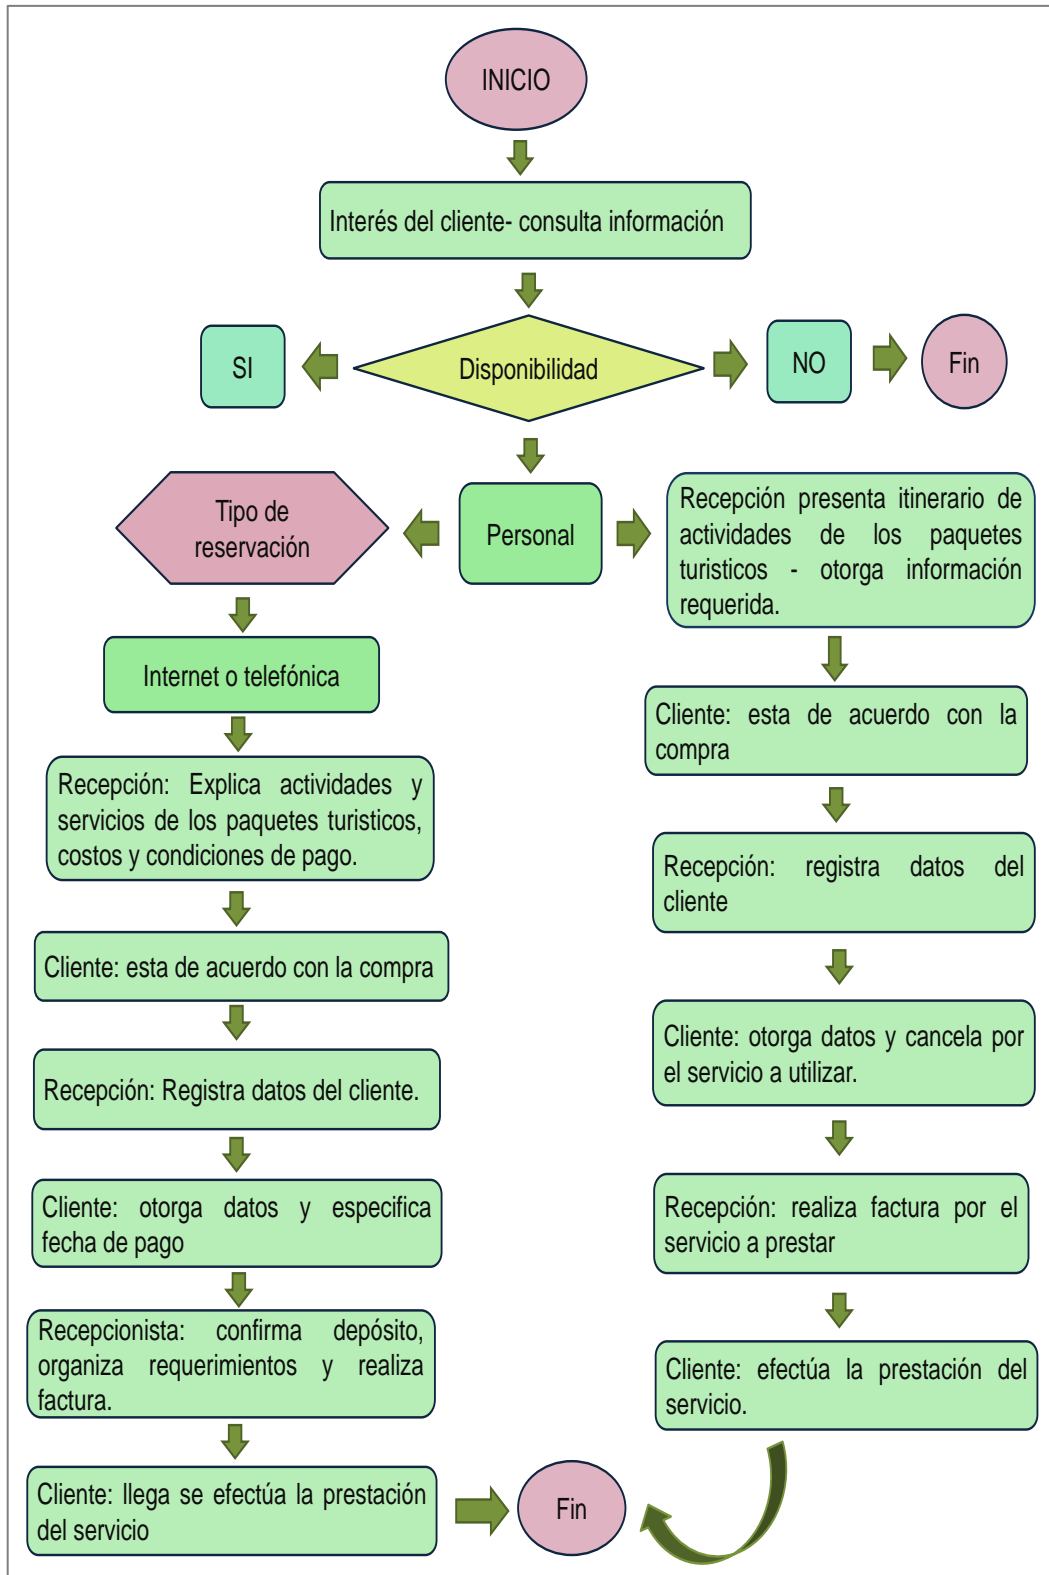 INICIO
Interés del cliente- consulta información
SI
Disponibilidad
NO
Fin
Tipo de
reservación
Personal
Recepción presenta itinerario de
actividades de los paquetes
turisticos - otorga información
requerida.
Internet o telefónica
Cliente: esta de acuerdo con la
compra
Recepción: Explica actividades y
servicios de los paquetes turisticos,
costos y condiciones de pago.
Recepción: registra datos del
cliente
Cliente: esta de acuerdo con la compra
Cliente: otorga datos y cancela por
el servicio a utilizar.
Recepción: Registra datos del cliente.
Cliente: otorga datos y especifica
fecha de pago
Recepción: realiza factura por el
servicio a prestar
Recepcionista: confirma depósito,
organiza requerimientos y realiza
factura.
Cliente: efectúa la prestación del
servicio.
Cliente: llega se efectúa la prestación
del servicio
Fin